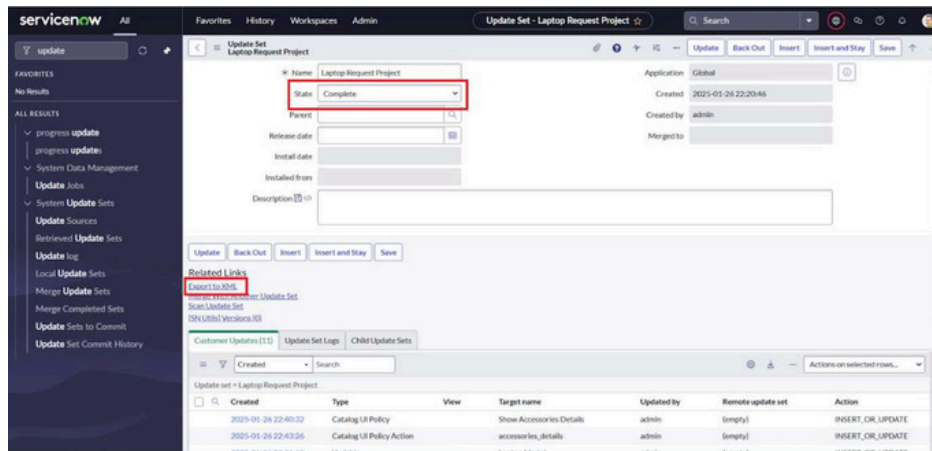 servicenow All Favorites History Workspaces Admin Update Set - Laptop Request Project Search
update
Update Set
Laptop Request Project
Update Back Out Insert Insert and Stay Save
FAVORITES
No Results
ALL RESULTS
progress update
progress updates
System Data Management
Update Jobs
System Update Sets
Update Sources
Retrieved Update Sets
Update log
Local Update Sets
Merge Update Sets
Merge Completed Sets
Update Sets to Commit
Update Set Commit History
Name Laptop Request Project
Application Global
State Complete
Created 2025-01-26 22:20:46
Parent
Created by admin
Release date
Merged to
Install date
Installed from
Description
Update Back Out Insert Insert and Stay Save
Related Links
Export to XML
Merge With Another Update Set
Scan Update Set
[SN Utils] Versions (0)
Customer Updates (11) Update Set Logs Child Update Sets
Created Search Actions on selected rows...
Update set = Laptop Request Project
Created Type View Target name Updated by Remote update set Action
2025-01-26 22:40:32 Catalog UI Policy Show Accessories Details admin (empty) INSERT_OR_UPDATE
2025-01-26 22:43:26 Catalog UI Policy Action accessories_details admin (empty) INSERT_OR_UPDATE